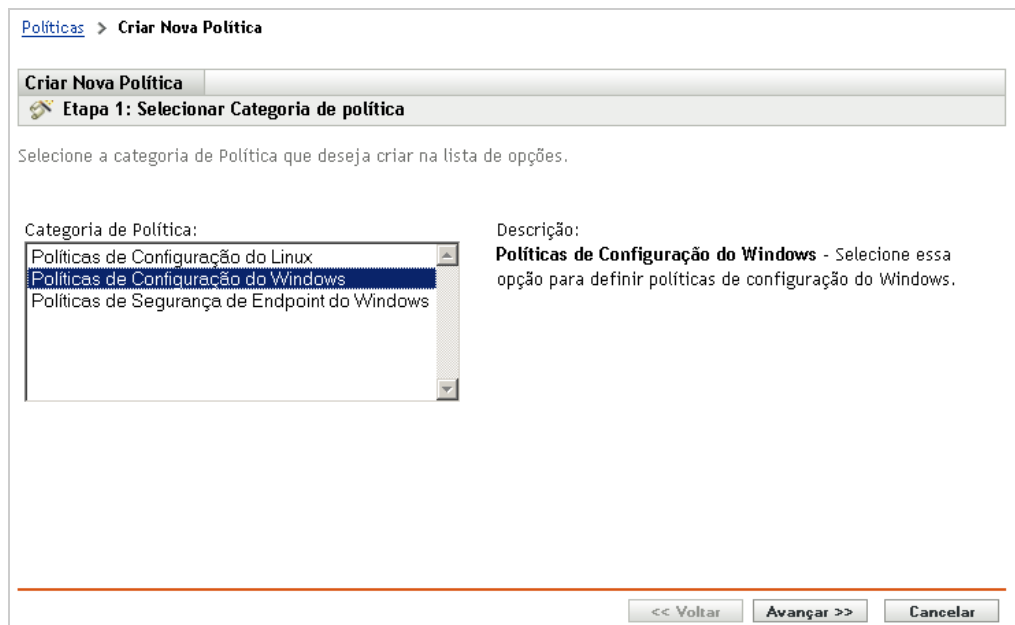 Políticas > Criar Nova Política
Criar Nova Política
Etapa 1: Selecionar Categoria de política
Selecione a categoria de Política que deseja criar na lista de opções.
Categoria de Política:
Políticas de Configuração do Linux
Políticas de Configuração do Windows
Políticas de Segurança de Endpoint do Windows
Descrição:
Políticas de Configuração do Windows - Selecione essa
opção para definir políticas de configuração do Windows.
<< Voltar
Avançar >>
Cancelar